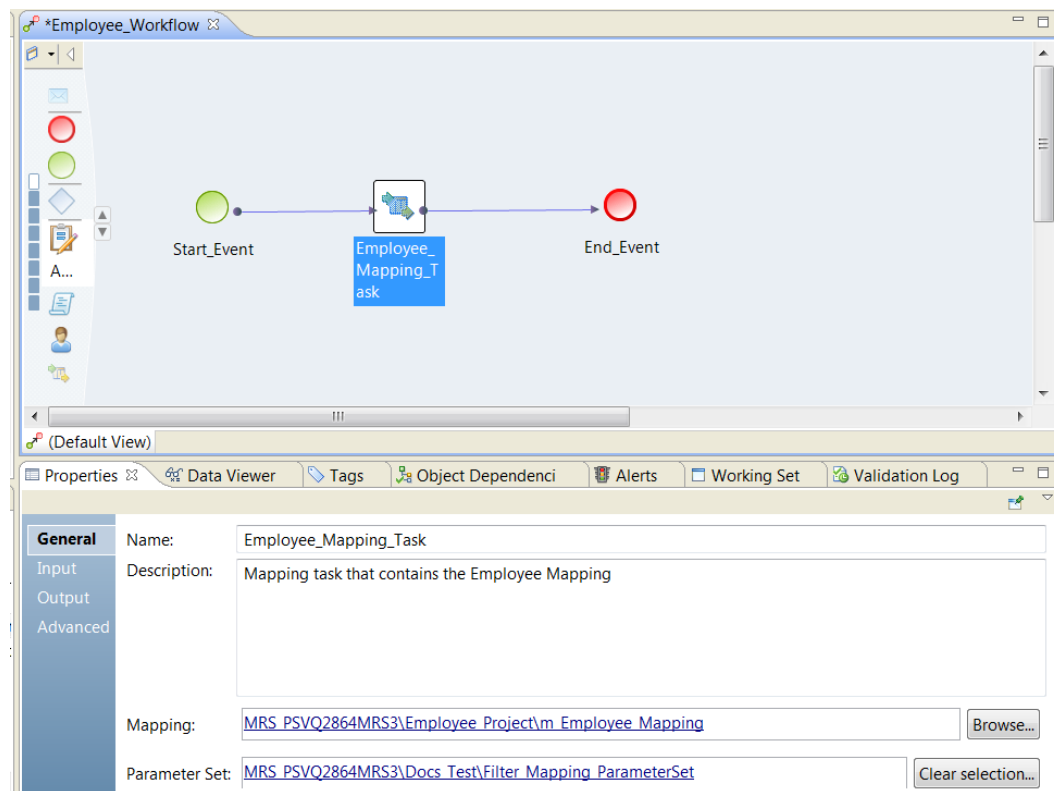 *Employee_Workflow
Start_Event
Employee_
Mapping_T
ask
End_Event
A...
(Default View)
Properties Data Viewer Tags Object Dependenci Alerts Working Set Validation Log
General
Name: Employee_Mapping_Task
Input
Description: Mapping task that contains the Employee Mapping
Output
Advanced
Mapping: MRS_PSVQ2864MRS3\Employee_Project\m_Employee_Mapping Browse...
Parameter Set: MRS_PSVQ2864MRS3\Docs_Test\Filter_Mapping_ParameterSet Clear selection...